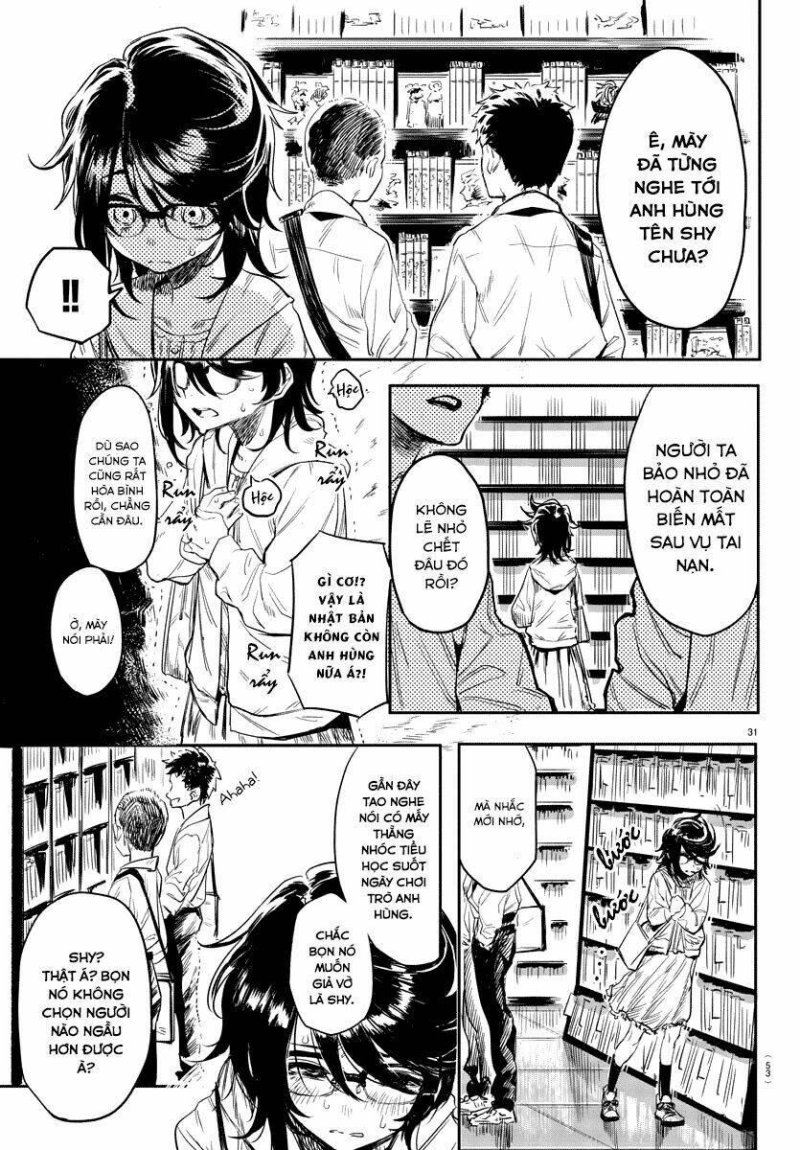 Ê, MÀY
ĐÃ TỪNG
NGHE TỚI
ANH HÙNG
TÊN SHY
CHƯA?
!!
NGƯỜI TA
BẢO NHỎ ĐÃ
HOÀN TOÀN
BIẾN MẤT
SAU VỤ TAI
NẠN.
KHÔNG
LẼ NHỎ
CHẾT
ĐÂU ĐÓ
RỒI?
Hộc
Run
rẩy
Hộc
Run
rẩy
GÌ CƠ!?
VẬY LÀ
NHẬT BẢN
KHÔNG CÒN
ANH HÙNG
NỮA Á?!
Run
rẩy
DÙ SAO
CHÚNG TA
CŨNG RẤT
HÒA BÌNH
RỒI, CHẲNG
CẦN ĐÂU.
Ờ, MÀY
NÓI PHẢI!
31
MÀ NHẮC
MỚI NHỚ,
bước
bước
(53)
GẦN ĐÂY
TAO NGHE
NÓI CÓ MẤY
THẰNG
NHÓC TIỂU
HỌC SUỐT
NGÀY CHƠI
TRÒ ANH
HÙNG.
CHẮC
BỌN NÓ
MUỐN
GIẢ VỜ
LÀ SHY.
Ahaha!
SHY?
THẬT Á? BỌN
NÓ KHÔNG
CHỌN NGƯỜI
NÀO NGẦU
HƠN ĐƯỢC
À?